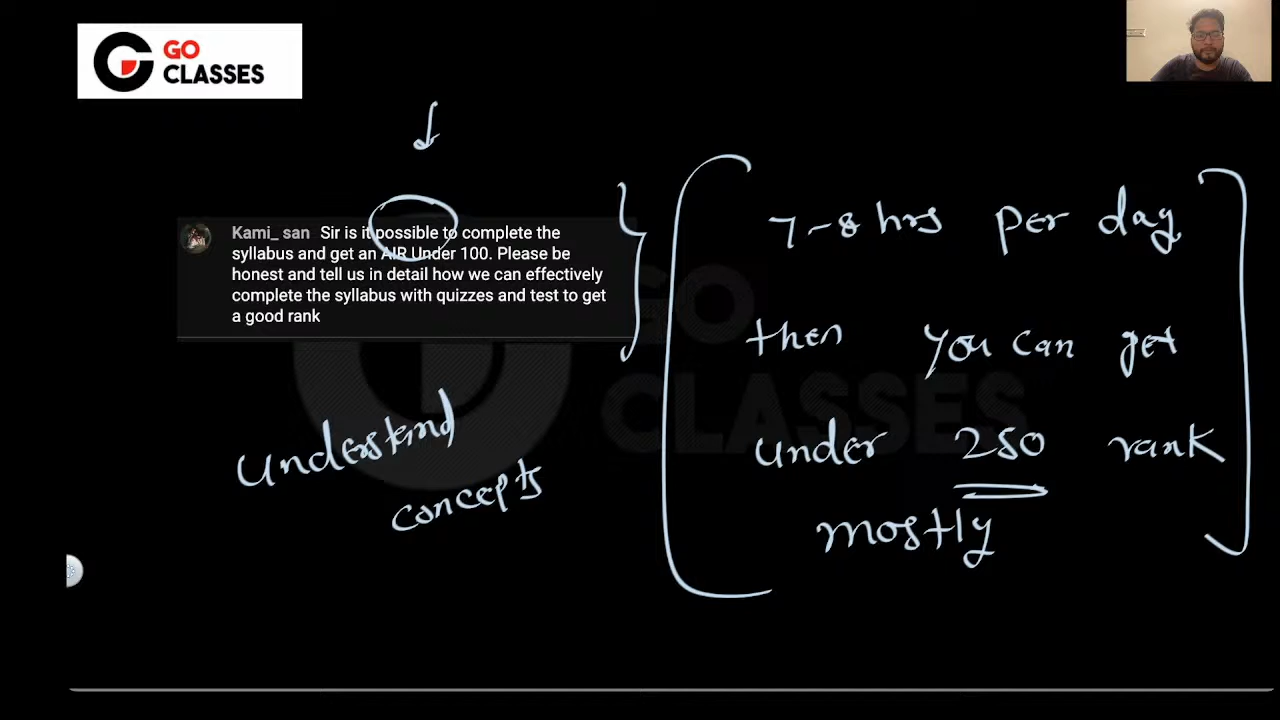 GO
CLASSES
Kami_ san Sir is it possible to complete the
syllabus and get an AIR Under 100. Please be
honest and tell us in detail how we can effectively
complete the syllabus with quizzes and test to get
a good rank
understand
concepts
7-8 hrs per day
then you can get
under 250 rank
mostly
GO
CLASSES